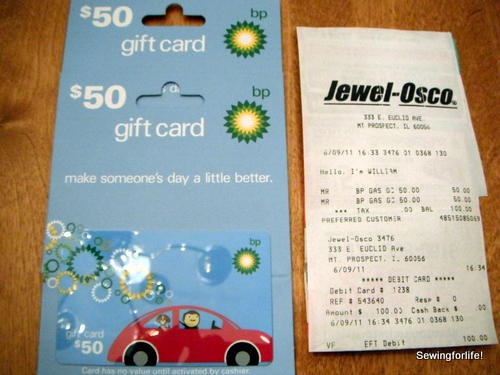 $50
gift card
bp
$50
gift card
bp
make someone's day a little better.
bp
gift card
$50
Card has no value until activated by cashier.
Jewel-Osco
333 E. EUCLID AVE
MT PROSPECT, IL 60056
6/09/11 16:33 3476 01 0368 130
Hello, I'm WILLIAM
MR BP GAS GC 50.00 50.00
MR BP GAS GC 50.00 50.00
*** TAX .00 BAL 100.00
PREFERRED CUSTOMER 48515085069
Jewel-Osco 3476
333 E. EUCLID Ave
MT. PROSPECT, IL 60056
6/09/11 16:34
***** DEBIT CARD *****
Debit Card # 1238
REF # 543640 Resp # 0
Amount $ 100.00 Cash Back $ .00
6/09/11 16:34 3476 01 0368 130
VF EFT Debit 100.00
Sewingforlife!